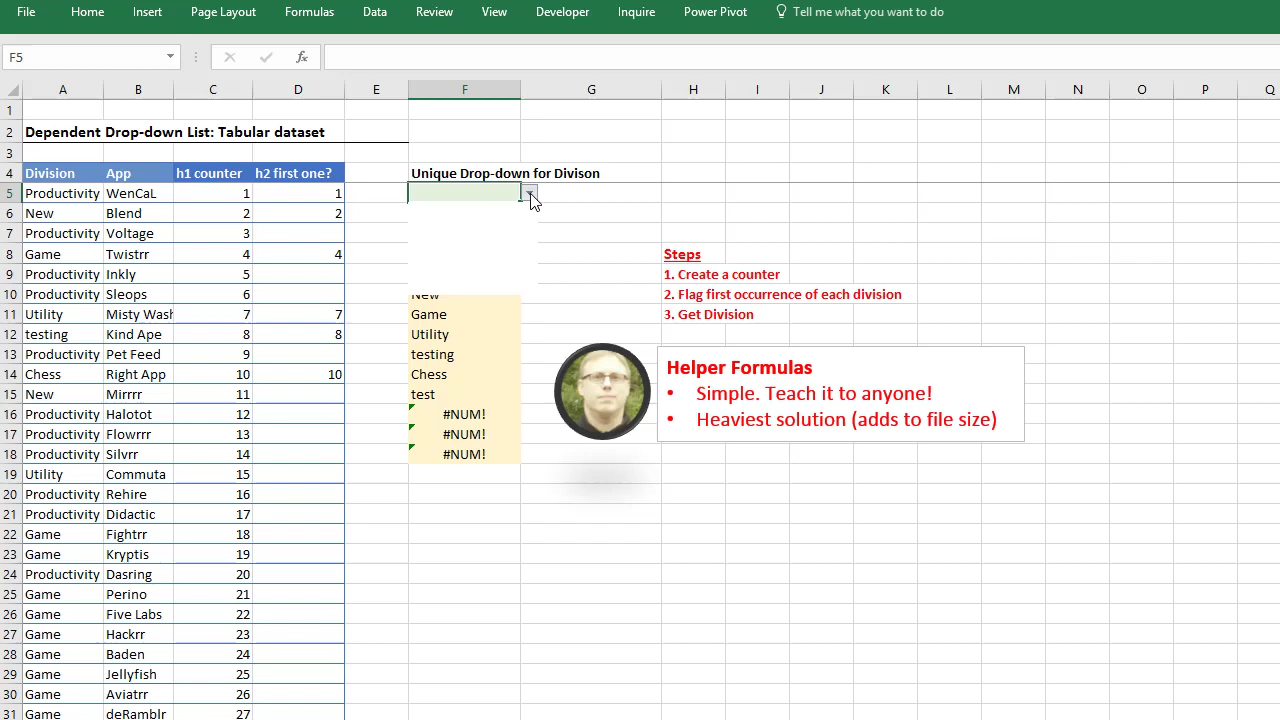 File Home Insert Page Layout Formulas Data Review View Developer Inquire Power Pivot Tell me what you want to do
F5 fx
A B C D E F G H I J K L M N O P Q
1
2 Dependent Drop-down List: Tabular dataset
3
4 Division App h1 counter h2 first one? Unique Drop-down for Divison
5 Productivity WenCaL 1 1
6 New Blend 2 2
7 Productivity Voltage 3
8 Game Twistrr 4 4 Steps
9 Productivity Inkly 5 1. Create a counter
10 Productivity Sleops 6 New 2. Flag first occurrence of each division
11 Utility Misty Wash 7 7 Game 3. Get Division
12 testing Kind Ape 8 8 Utility
13 Productivity Pet Feed 9 testing Helper Formulas
14 Chess Right App 10 10 Chess
15 New Mirrrr 11 test • Simple. Teach it to anyone!
16 Productivity Halotot 12 #NUM! • Heaviest solution (adds to file size)
17 Productivity Flowrrr 13 #NUM!
18 Productivity Silvrr 14 #NUM!
19 Utility Commuta 15
20 Productivity Rehire 16
21 Productivity Didactic 17
22 Game Fightrr 18
23 Game Kryptis 19
24 Productivity Dasring 20
25 Game Perino 21
26 Game Five Labs 22
27 Game Hackrr 23
28 Game Baden 24
29 Game Jellyfish 25
30 Game Aviatrr 26
31 Game deRamblr 27